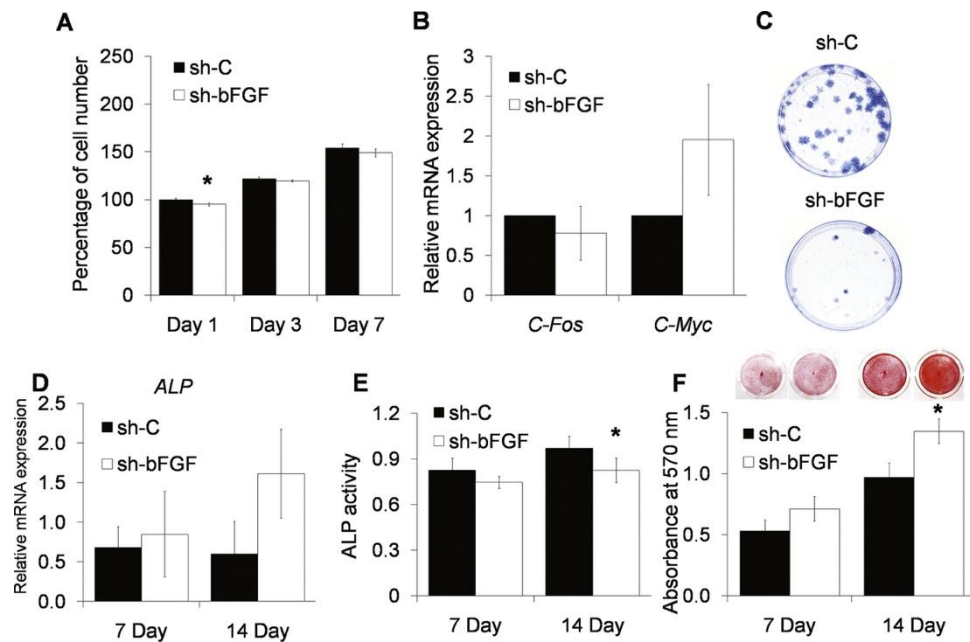 A
Percentage of cell number
250
200
150
100
50
0
sh-C
sh-bFGF
*
Day 1 Day 3 Day 7
B
Relative mRNA expression
3
2.5
2
1.5
1
0.5
0
sh-C
sh-bFGF
C-Fos C-Myc
C
sh-C
sh-bFGF
D
ALP
Relative mRNA expression
2.5
2.0
1.5
1.0
0.5
0.0
sh-C
sh-bFGF
7 Day 14 Day
E
ALP activity
1.2
0.9
0.6
0.3
0
sh-C
sh-bFGF
*
7 Day 14 Day
F
Absorbance at 570 nm
1.5
1.0
0.5
0.0
sh-C
sh-bFGF
*
7 Day 14 Day